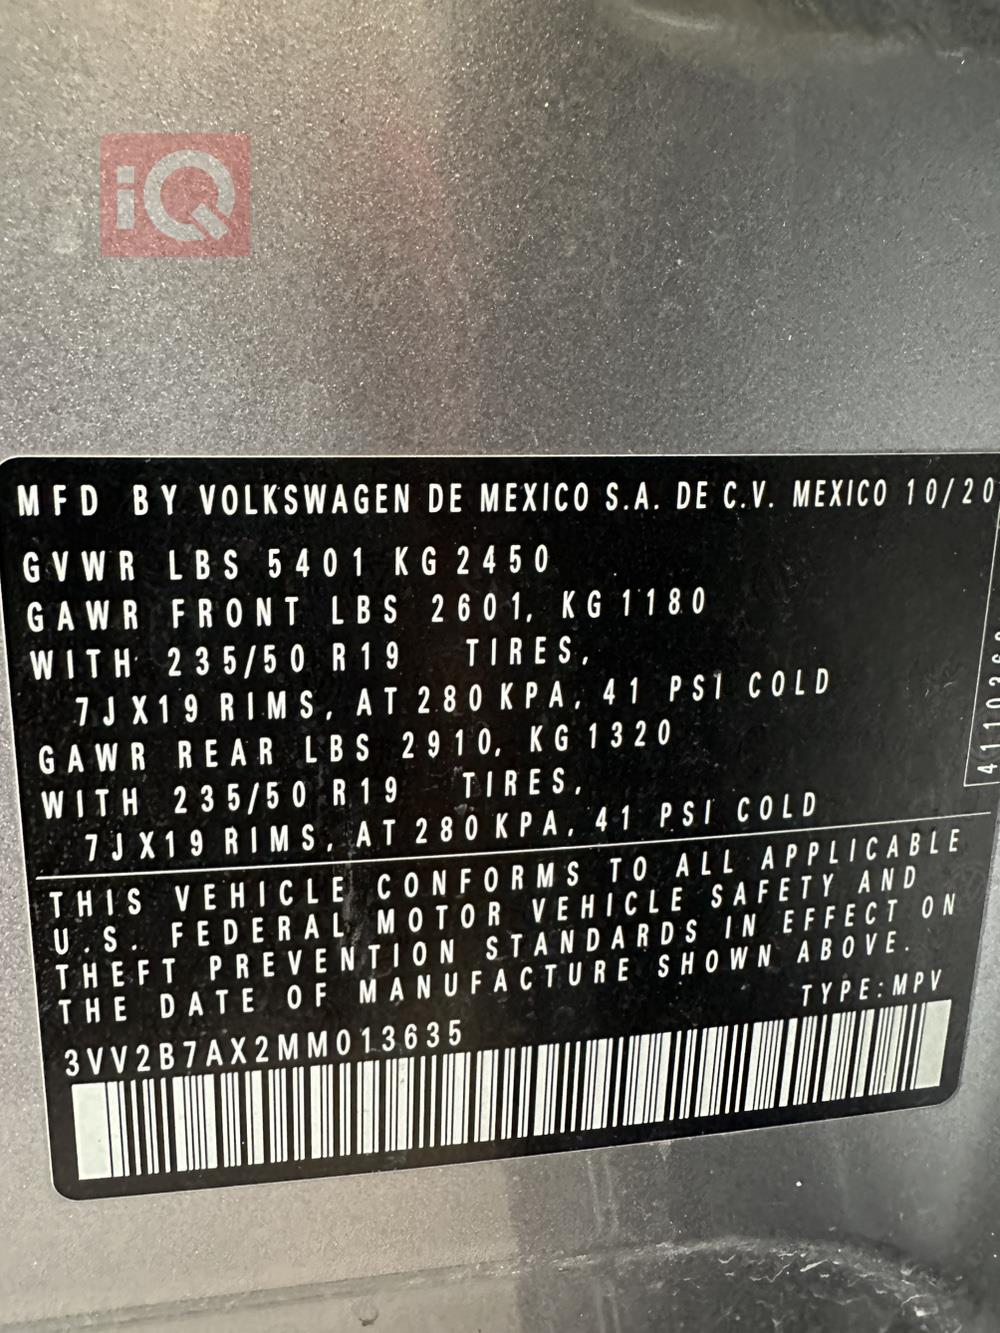 iQ
MFD BY VOLKSWAGEN DE MEXICO S.A. DE C.V. MEXICO 10/20
GVWR LBS 5401 KG 2450
GAWR FRONT LBS 2601, KG 1180
WITH 235/50 R19 TIRES,
7JX19 RIMS, AT 280 KPA, 41 PSI COLD
GAWR REAR LBS 2910, KG 1320
WITH 235/50 R19 TIRES,
7JX19 RIMS, AT 280 KPA, 41 PSI COLD
THIS VEHICLE CONFORMS TO ALL APPLICABLE
U.S. FEDERAL MOTOR VEHICLE SAFETY AND
THEFT PREVENTION STANDARDS IN EFFECT ON
THE DATE OF MANUFACTURE SHOWN ABOVE.
TYPE:MPV
3VV2B7AX2MM013635